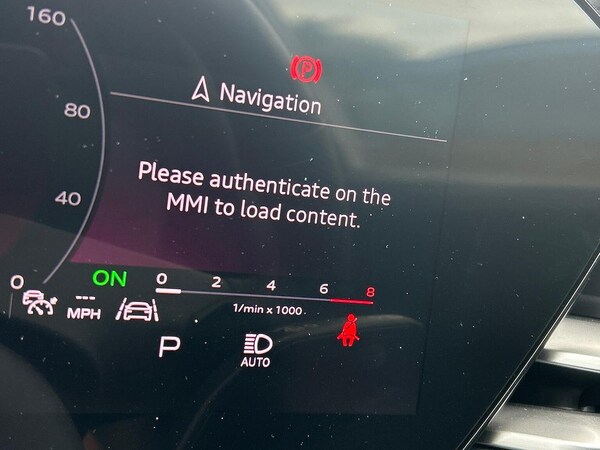 160
P
Navigation
80
Please authenticate on the
MMI to load content.
40
0
ON
0 2 4 6 8
--- MPH
1/min x 1000
P
AUTO